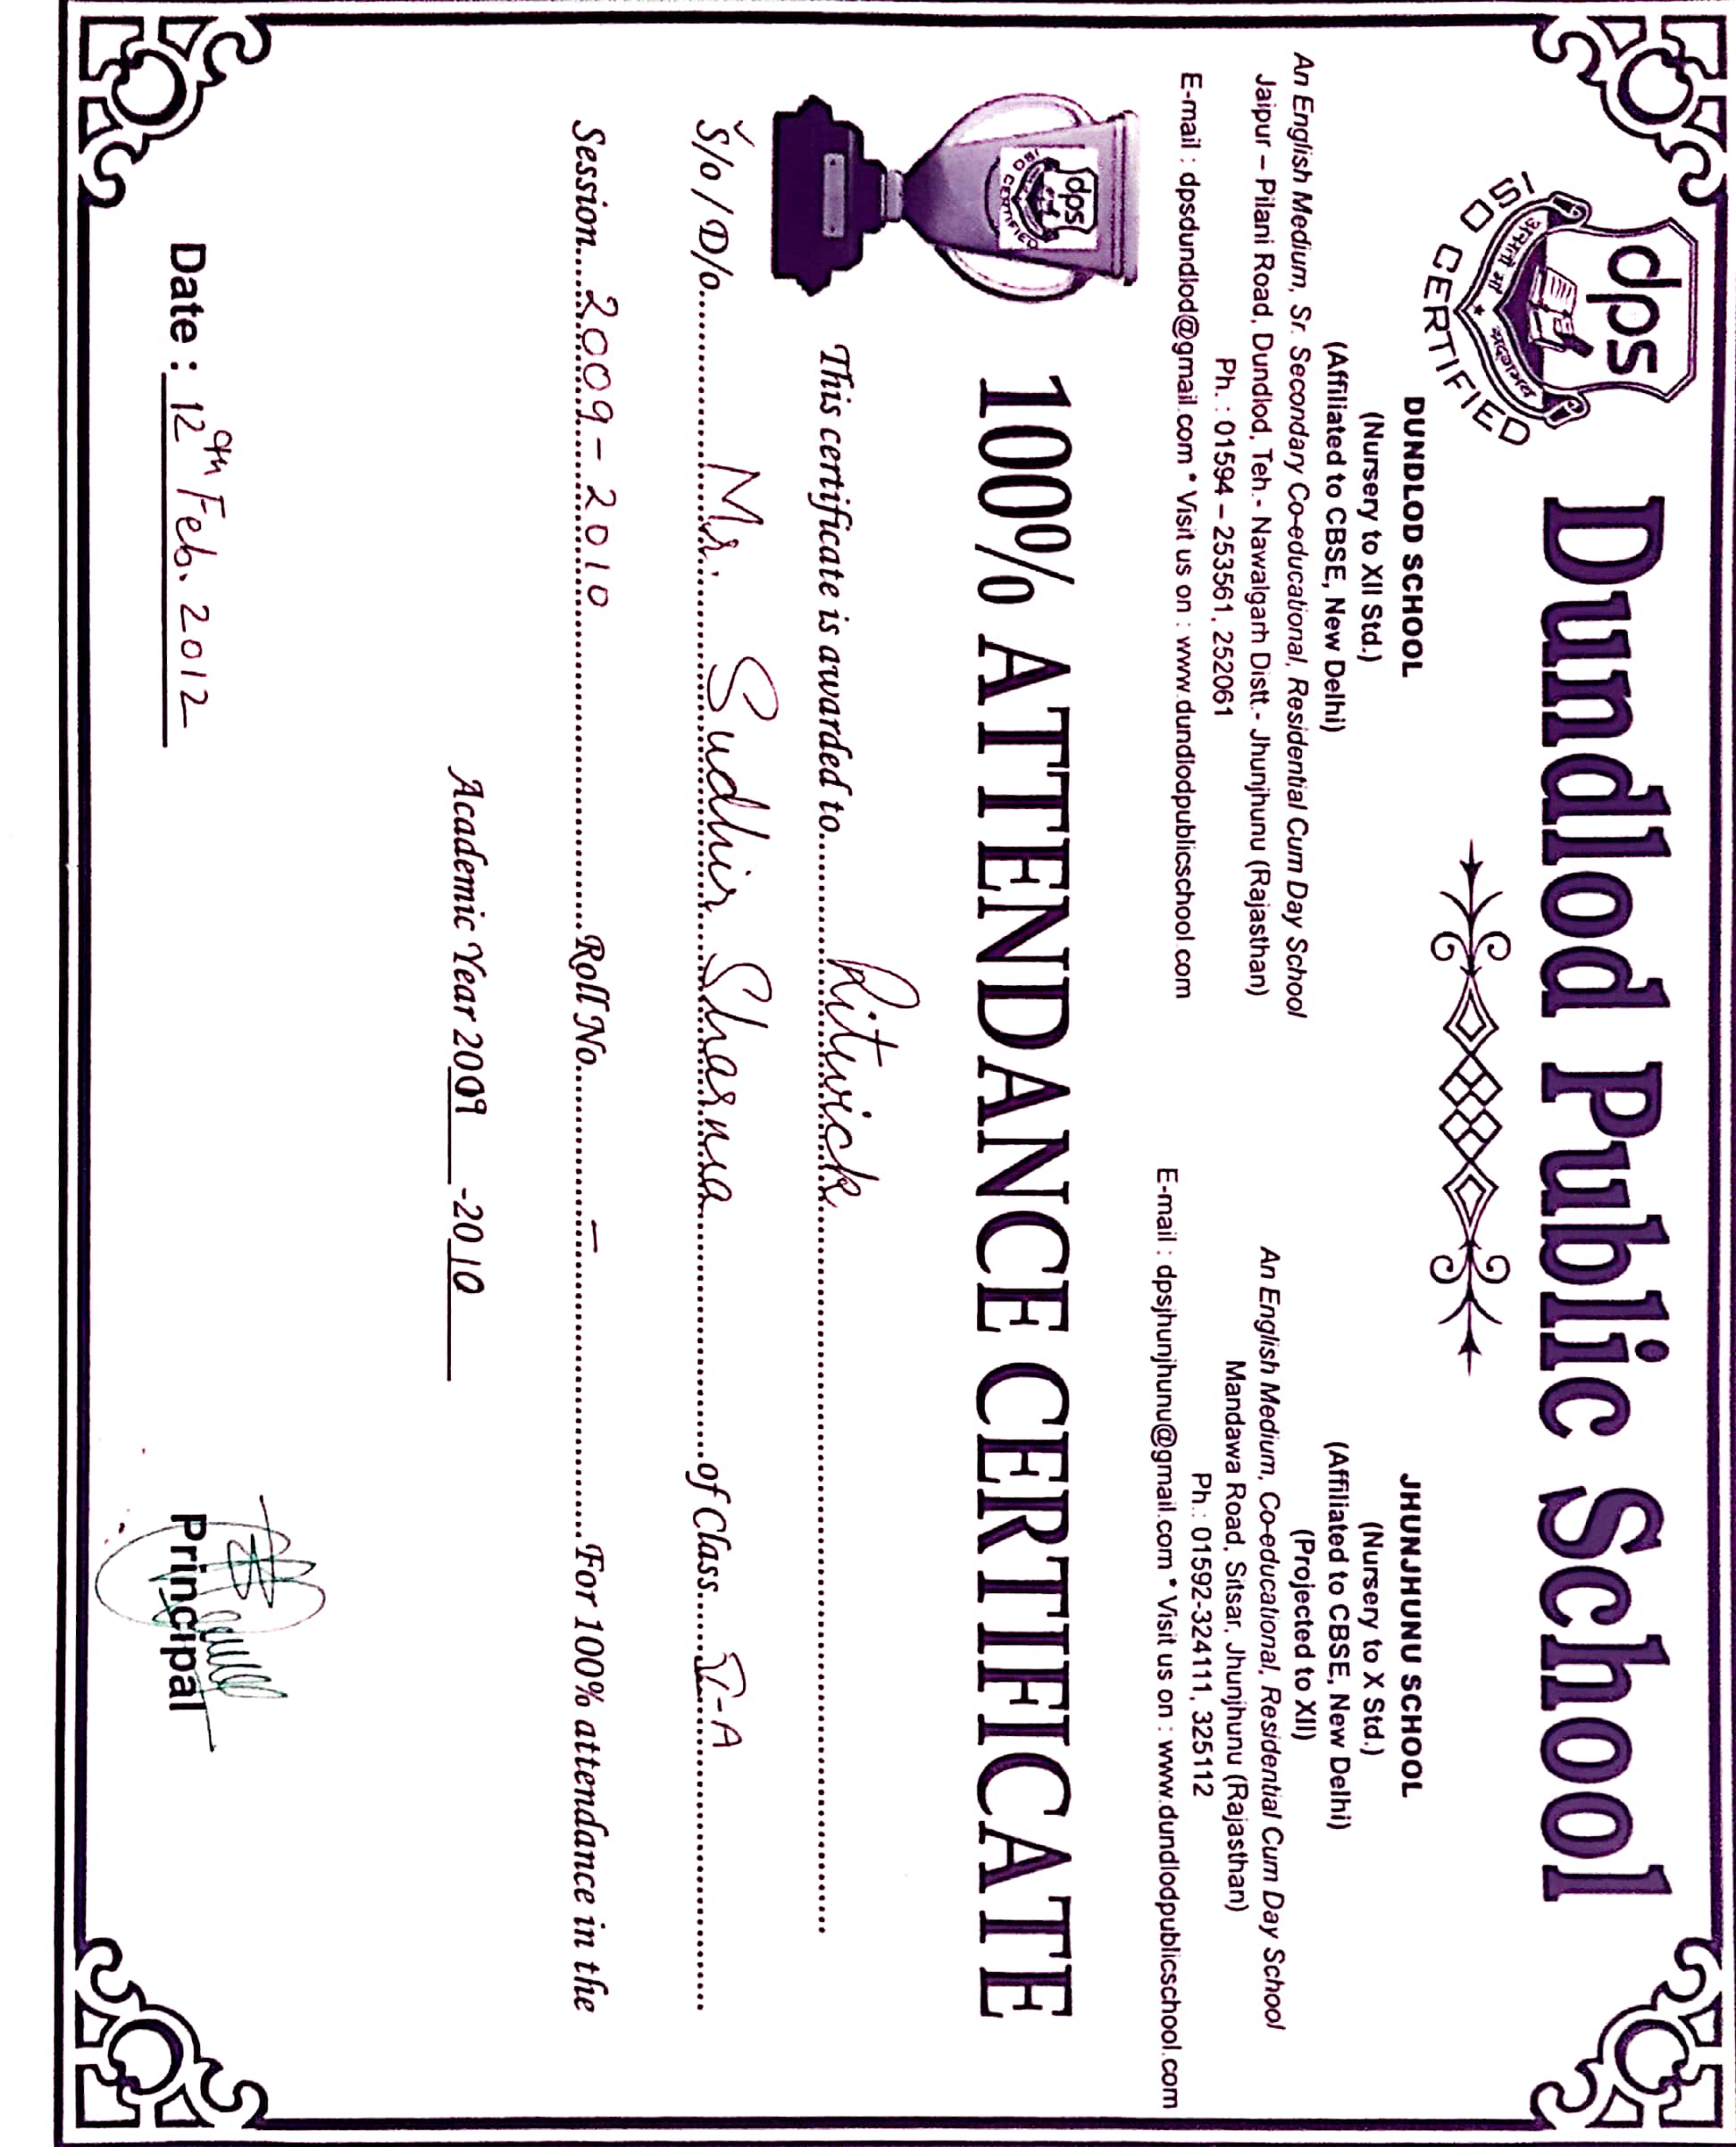 Dundlod Public School
dps
ISO CERTIFIED
DUNDLOD SCHOOL
(Nursery to XII Std.)
(Affiliated to CBSE, New Delhi)
An English Medium, Sr. Secondary Co-educational, Residential Cum Day School
Jaipur – Pilani Road, Dundlod, Teh.- Nawalgarh Distt.- Jhunjhunu (Rajasthan)
Ph. : 01594 – 253561, 252061
E-mail : dpsdundlod@gmail.com * Visit us on : www.dundlodpublicschool.com
JHUNJHUNU SCHOOL
(Nursery to X Std.)
(Affiliated to CBSE, New Delhi)
(Projected to XII)
An English Medium, Co-educational, Residential Cum Day School
Mandawa Road, Sitsar, Jhunjhunu (Rajasthan)
Ph.: 01592-324111, 325112
E-mail : dpsjhunjhunu@gmail.com * Visit us on : www.dundlodpublicschool.com
dps
ISO CERTIFIED
100% ATTENDANCE CERTIFICATE
This certificate is awarded to Ritwick
S/o / D/o Mr. Sudhir Sharma of Class V-A
Session 2009-2010 Roll No. – For 100% attendance in the
Academic Year 2009 -2010
Date : 12th Feb. 2012
Principal